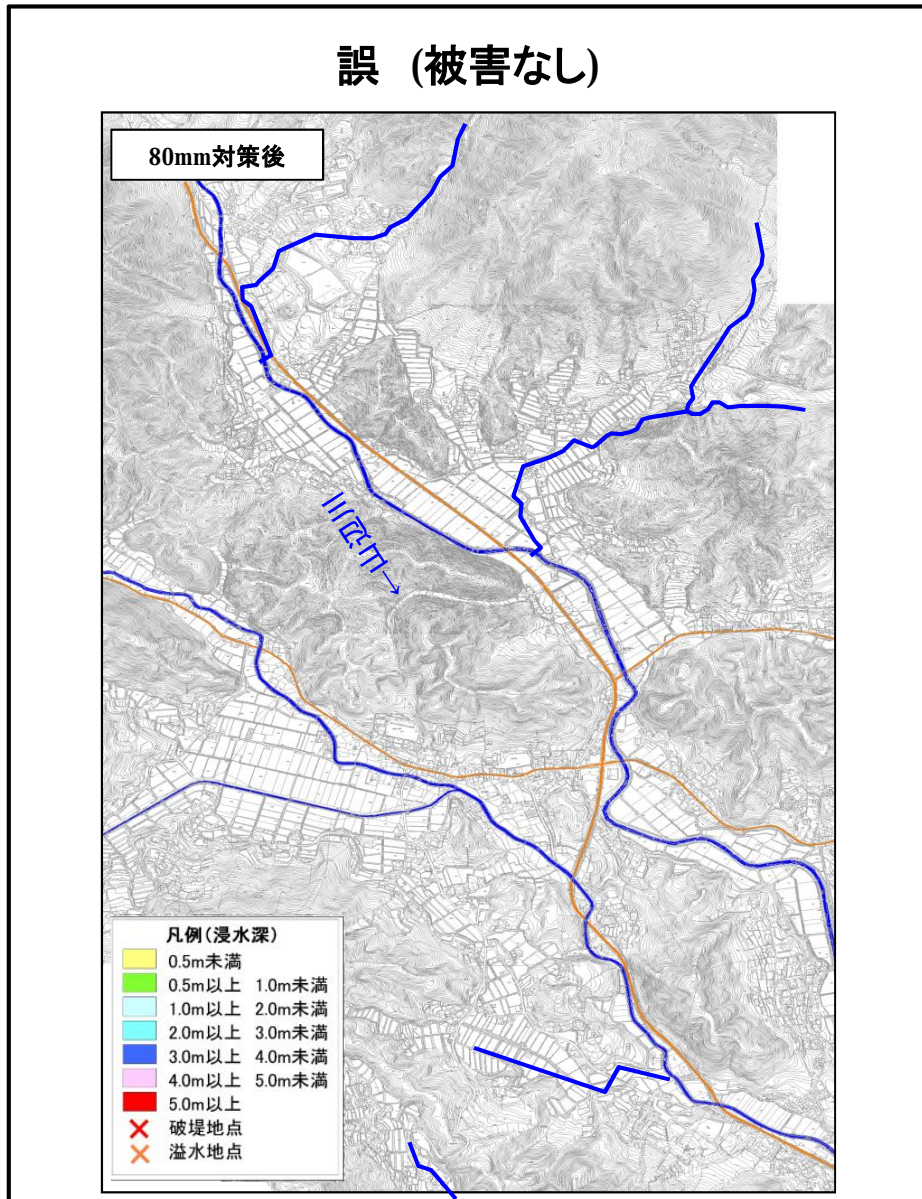 誤 (被害なし)
80mm対策後
山辺川→
凡例(浸水深)
0.5m未満
0.5m以上 1.0m未満
1.0m以上 2.0m未満
2.0m以上 3.0m未満
3.0m以上 4.0m未満
4.0m以上 5.0m未満
5.0m以上
破堤地点
溢水地点